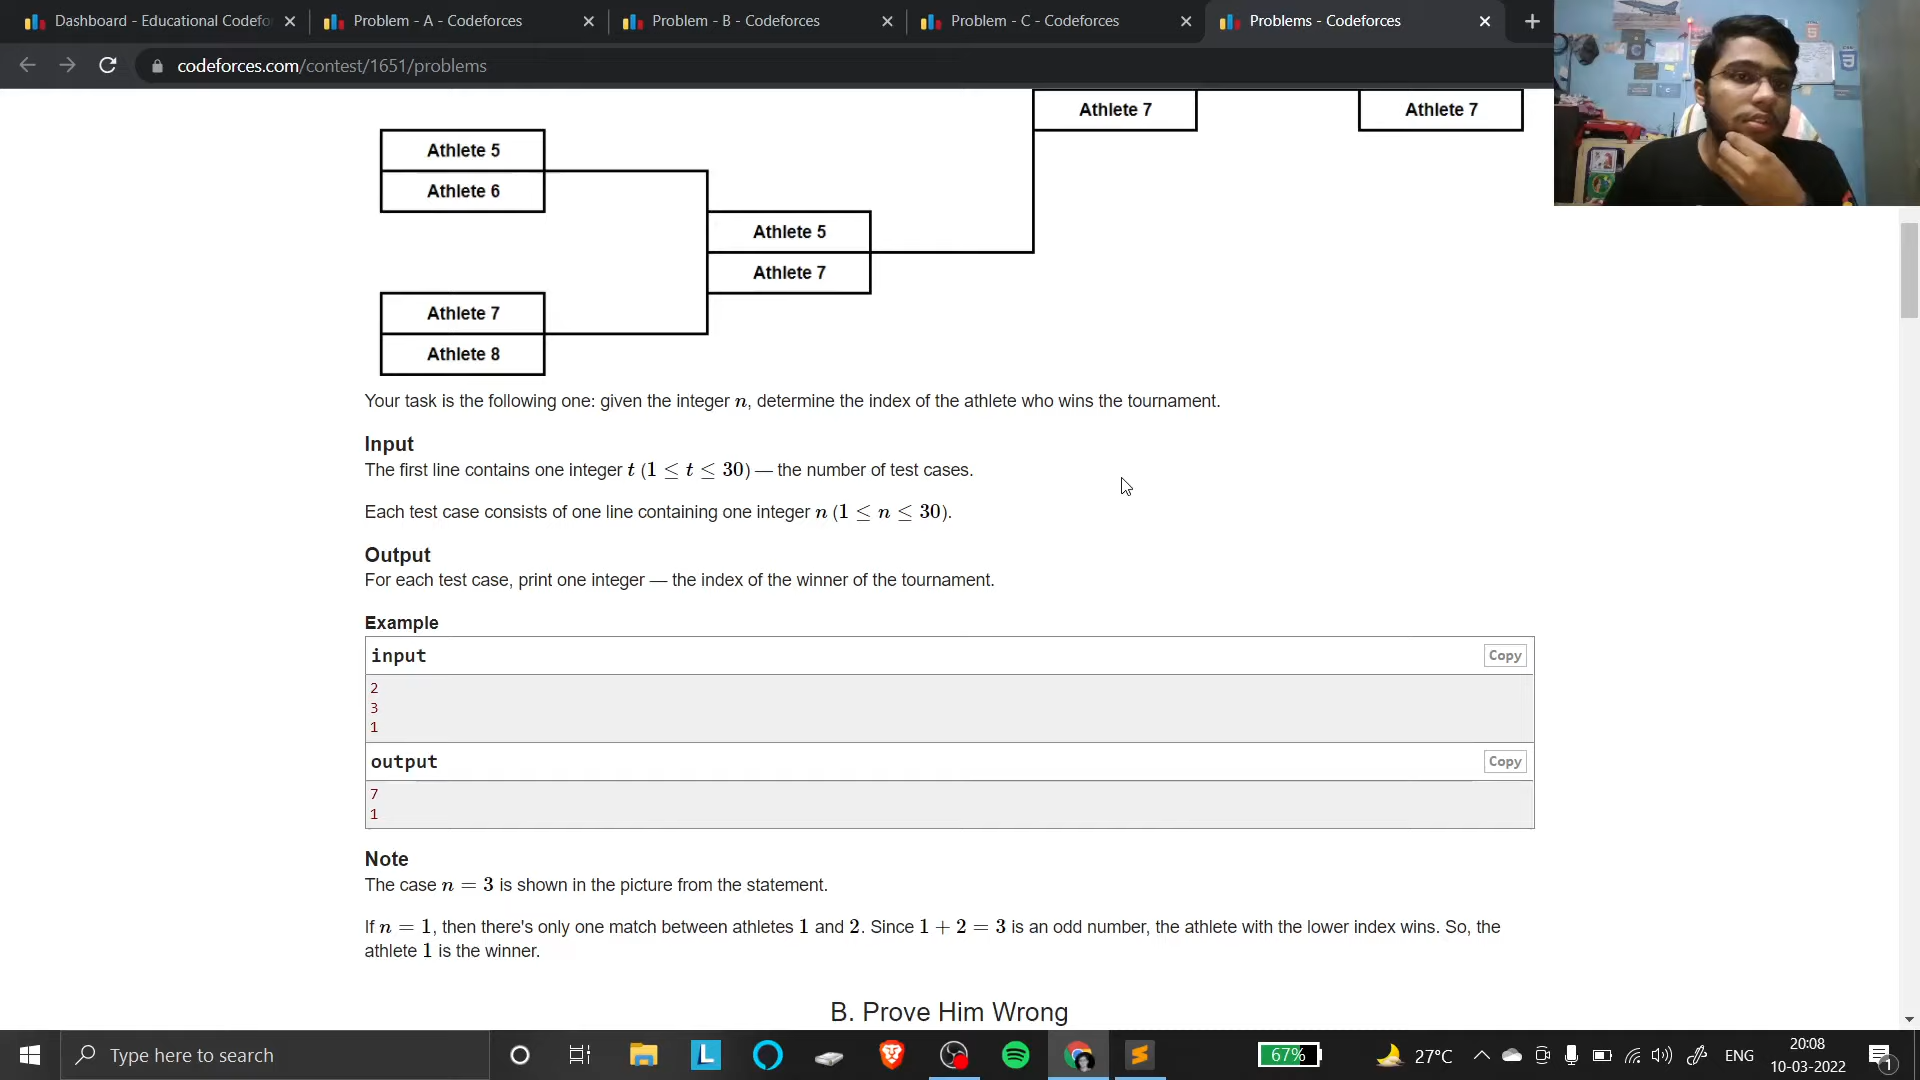 Dashboard - Educational Codefo
Problem - A - Codeforces
Problem - B - Codeforces
Problem - C - Codeforces
Problems - Codeforces
codeforces.com/contest/1651/problems
Athlete 7
Athlete 7
Athlete 5
Athlete 6
Athlete 5
Athlete 7
Athlete 7
Athlete 8
Your task is the following one: given the integer n, determine the index of the athlete who wins the tournament.
Input
The first line contains one integer t (1 ≤ t ≤ 30) — the number of test cases.
Each test case consists of one line containing one integer n (1 ≤ n ≤ 30).
Output
For each test case, print one integer — the index of the winner of the tournament.
Example
input
Copy
2
3
1
output
Copy
7
1
Note
The case n = 3 is shown in the picture from the statement.
If n = 1, then there's only one match between athletes 1 and 2. Since 1 + 2 = 3 is an odd number, the athlete with the lower index wins. So, the
athlete 1 is the winner.
B. Prove Him Wrong
Type here to search
L
67%
27°C
ENG
20:08
10-03-2022
1